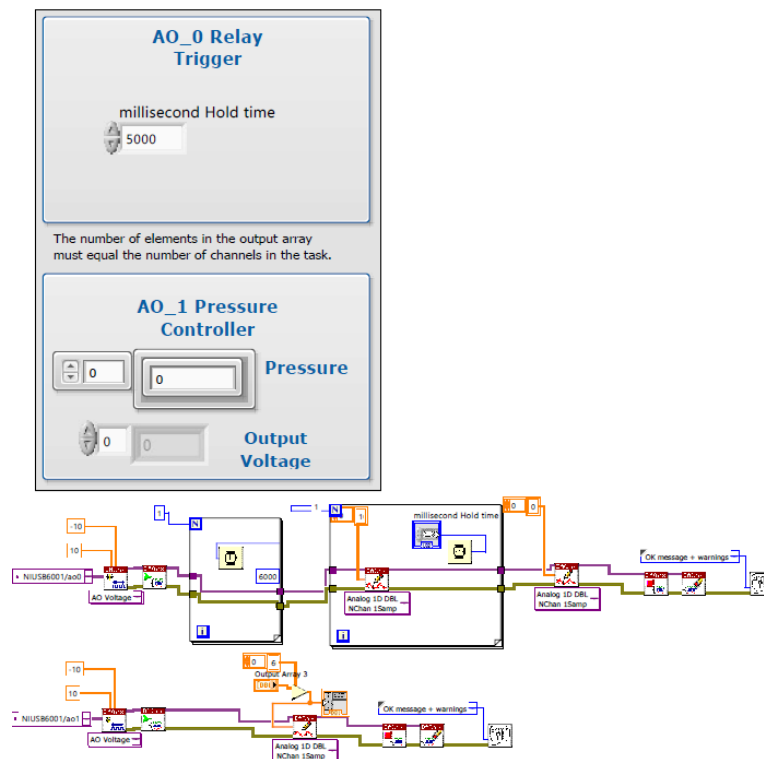 AO_0 Relay
Trigger
millisecond Hold time
5000
The number of elements in the output array
must equal the number of channels in the task.
AO_1 Pressure
Controller
0
0
Pressure
0
0
Output
Voltage
-10
10
NIUSB6001/ao0
AO Voltage
1
N
6000
i
1
N
1
millisecond Hold time
i
Analog 1D DBL
NChan 1Samp
0
0
Analog 1D DBL
NChan 1Samp
OK message + warnings
-10
10
NIUSB6001/ao1
AO Voltage
0
6
Output Array 3
Analog 1D DBL
NChan 1Samp
OK message + warnings